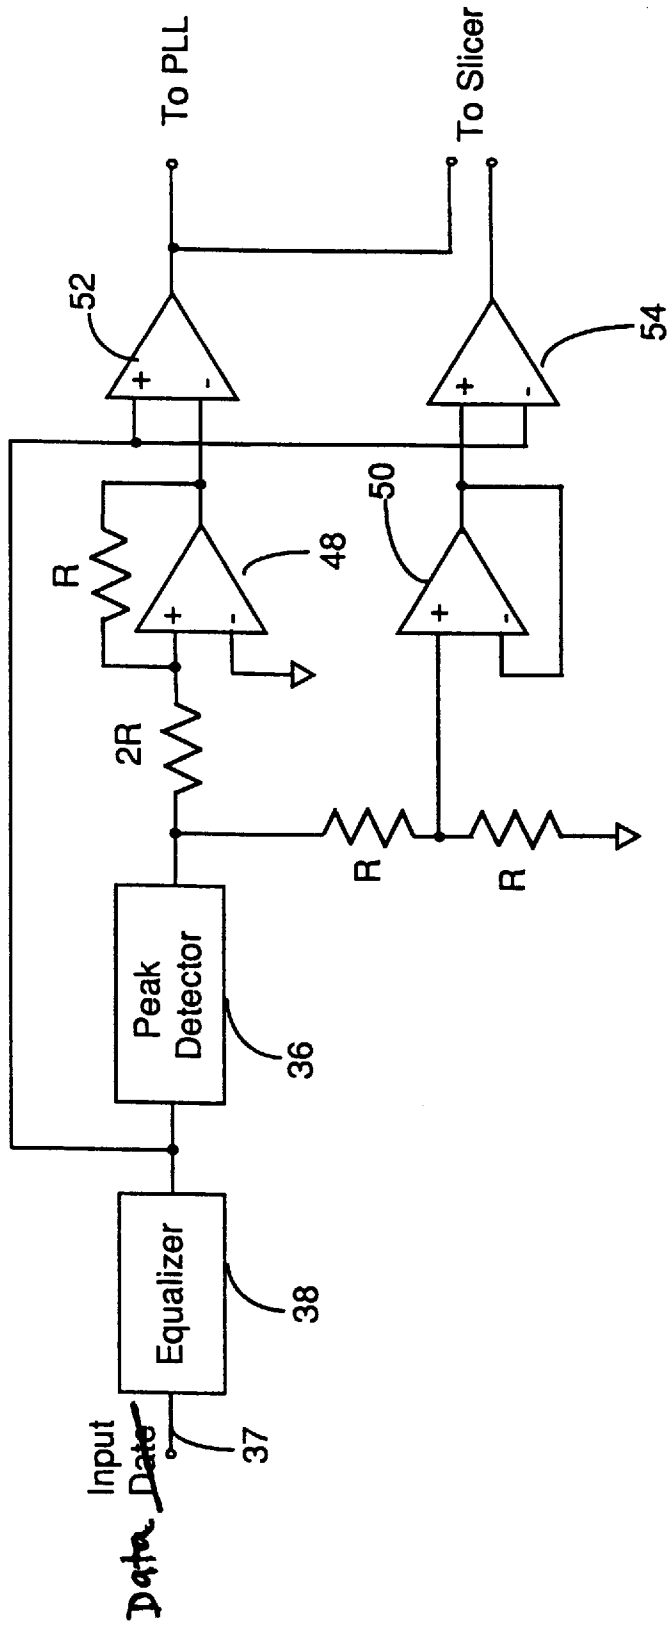 Input
Data Date
37
Equalizer
38
Peak
Detector
36
2R
R
+
-
48
R
R
50
+
-
52
+
-
54
+
-
To PLL
To Slicer